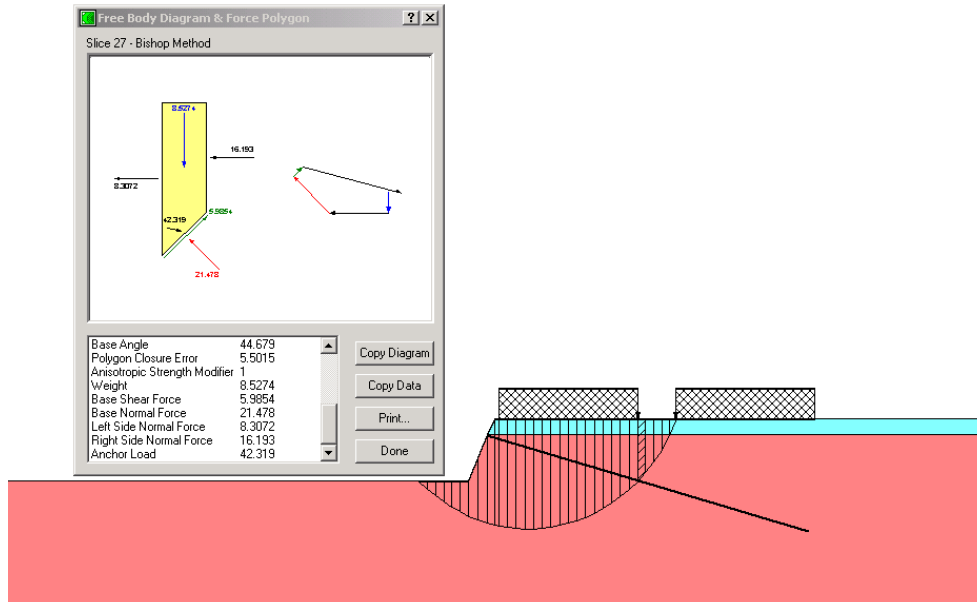 Free Body Diagram & Force Polygon
Slice 27 - Bishop Method
8.5274
16.193
8.3072
42.319
5.9854
21.478
Base Angle 44.679
Polygon Closure Error 5.5015
Anisotropic Strength Modifier 1
Weight 8.5274
Base Shear Force 5.9854
Base Normal Force 21.478
Left Side Normal Force 8.3072
Right Side Normal Force 16.193
Anchor Load 42.319
Copy Diagram
Copy Data
Print...
Done